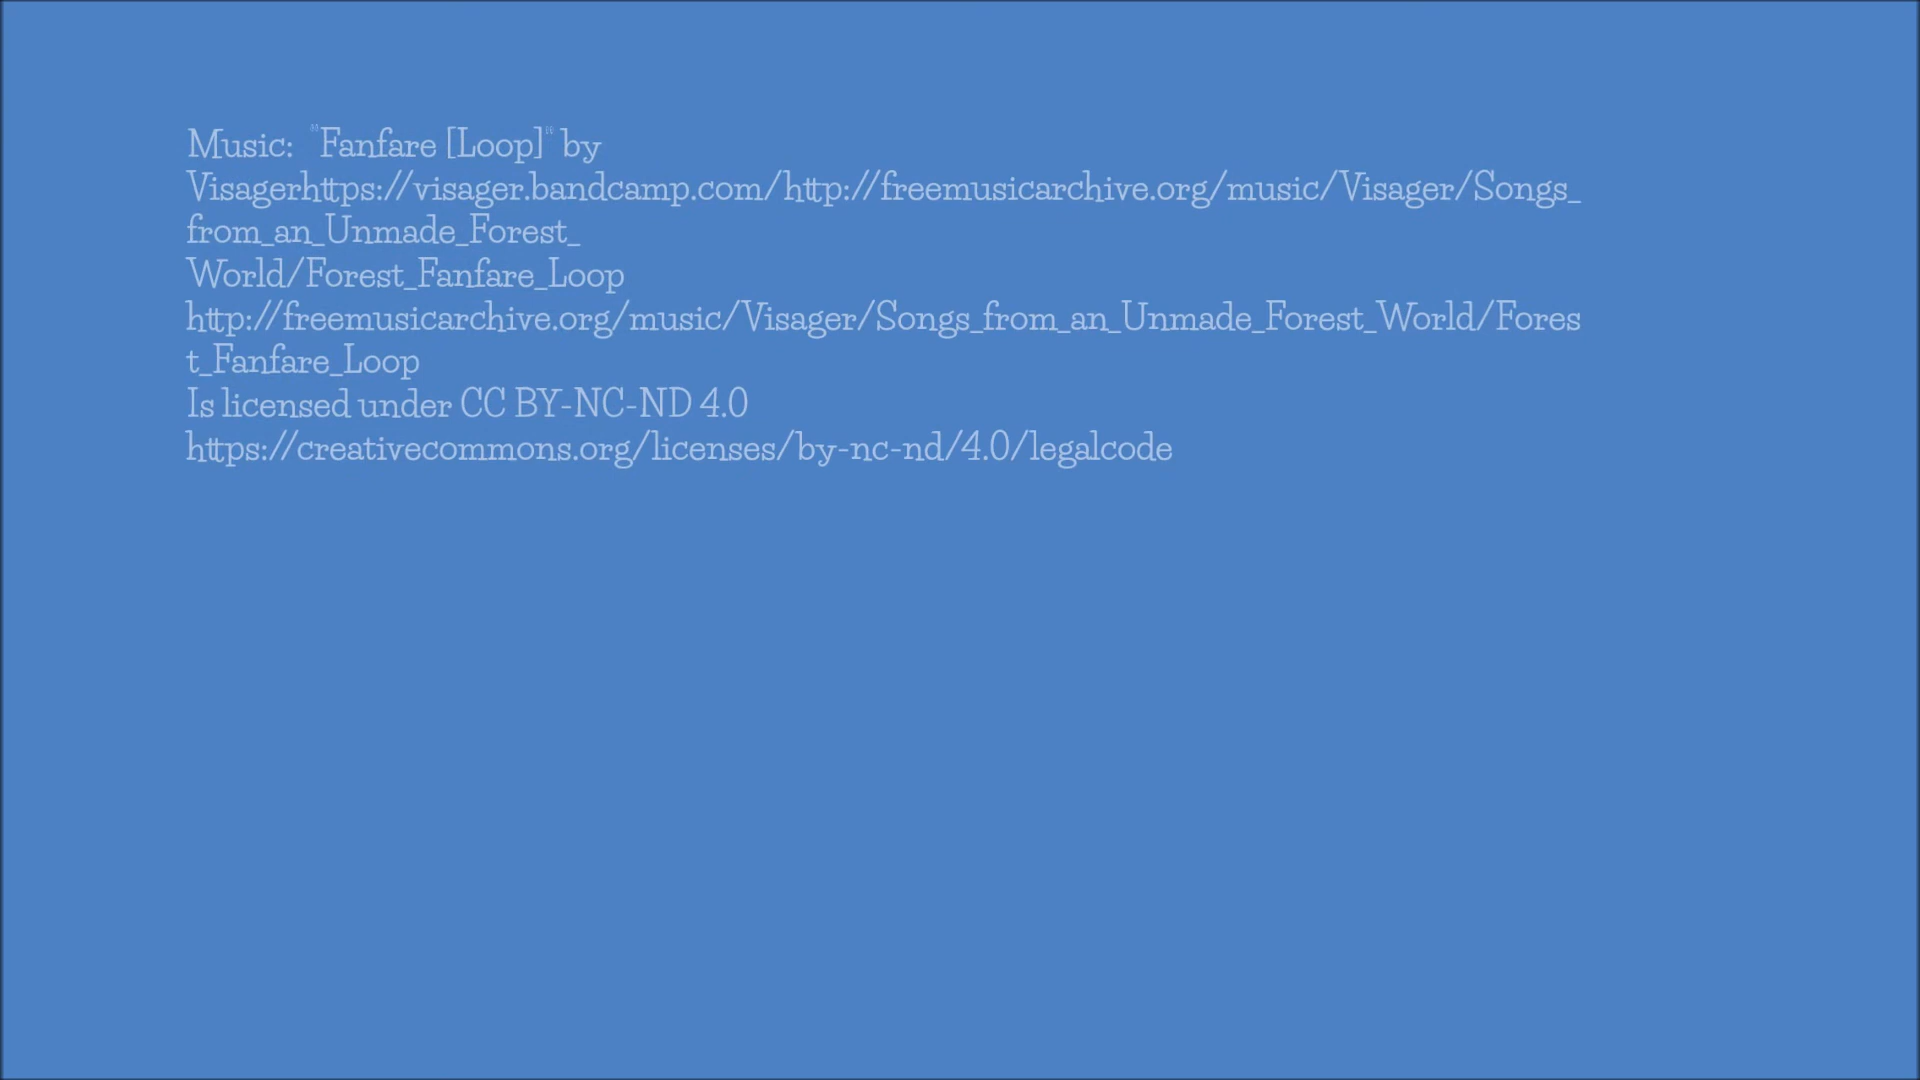 Music:  "Fanfare [Loop]" by
Visagerhttps://visager.bandcamp.com/http://freemusicarchive.org/music/Visager/Songs_
from_an_Unmade_Forest_
World/Forest_Fanfare_Loop
http://freemusicarchive.org/music/Visager/Songs_from_an_Unmade_Forest_World/Fores
t_Fanfare_Loop
Is licensed under CC BY-NC-ND 4.0
https://creativecommons.org/licenses/by-nc-nd/4.0/legalcode